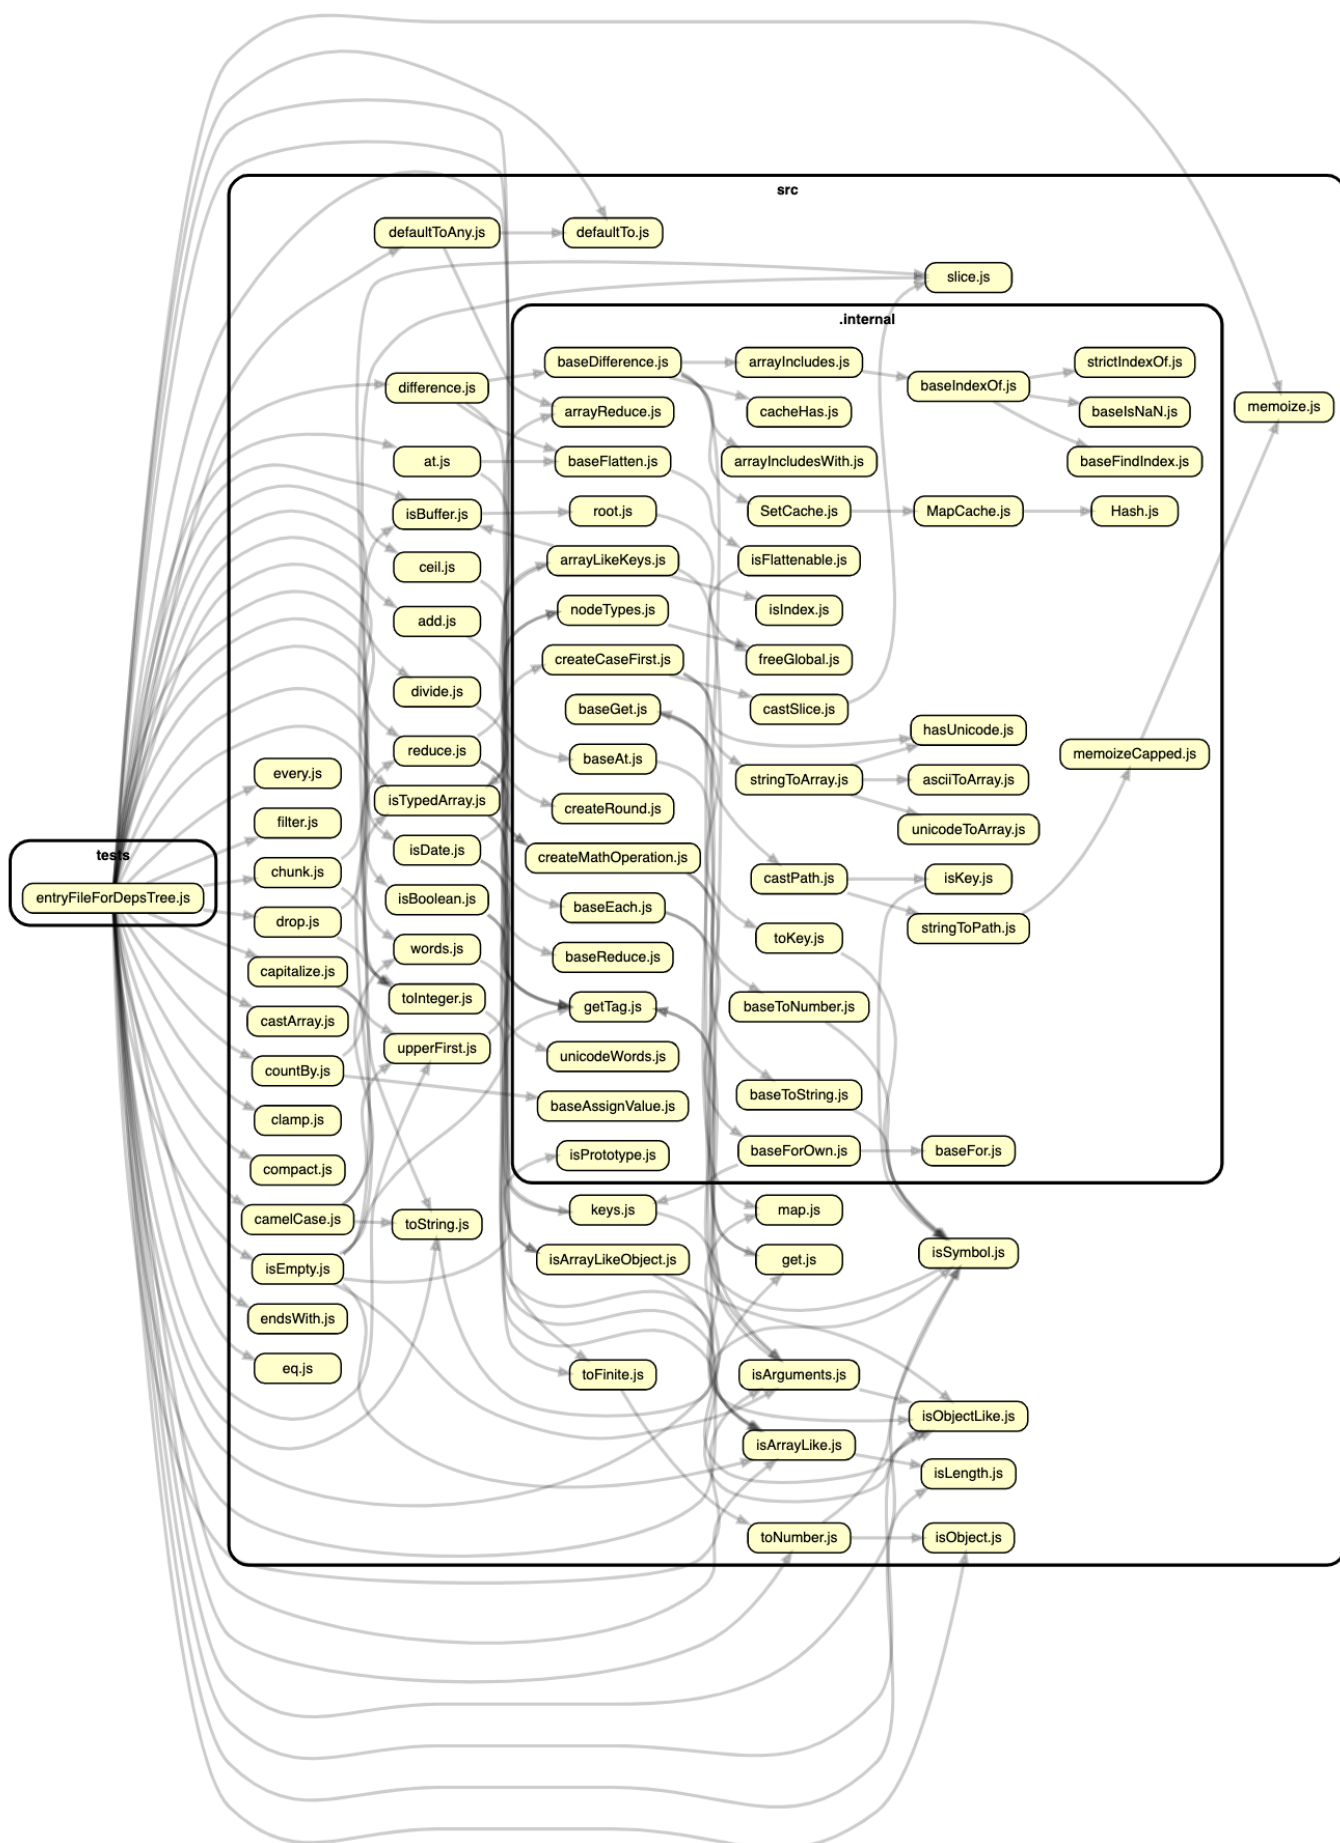 src
defaultToAny.js
defaultTo.js
slice.js
.internal
baseDifference.js
arrayIncludes.js
strictIndexOf.js
difference.js
baseIndexOf.js
arrayReduce.js
cacheHas.js
baseIsNaN.js
memoize.js
at.js
baseFlatten.js
arrayIncludesWith.js
baseFindIndex.js
isBuffer.js
root.js
SetCache.js
MapCache.js
Hash.js
ceil.js
arrayLikeKeys.js
isFlattenable.js
add.js
nodeTypes.js
isIndex.js
createCaseFirst.js
freeGlobal.js
divide.js
baseGet.js
castSlice.js
hasUnicode.js
reduce.js
baseAt.js
memoizeCapped.js
every.js
stringToArray.js
asciiToArray.js
isTypedArray.js
createRound.js
filter.js
unicodeToArray.js
tests
isDate.js
createMathOperation.js
chunk.js
castPath.js
isKey.js
entryFileForDepsTree.js
isBoolean.js
baseEach.js
drop.js
stringToPath.js
toKey.js
words.js
baseReduce.js
capitalize.js
toInteger.js
getTag.js
baseToNumber.js
castArray.js
upperFirst.js
unicodeWords.js
countBy.js
baseToString.js
baseAssignValue.js
clamp.js
isPrototype.js
baseForOwn.js
baseFor.js
compact.js
camelCase.js
toString.js
keys.js
map.js
isEmpty.js
isArrayLikeObject.js
get.js
isSymbol.js
endsWith.js
eq.js
toFinite.js
isArguments.js
isObjectLike.js
isArrayLike.js
isLength.js
toNumber.js
isObject.js